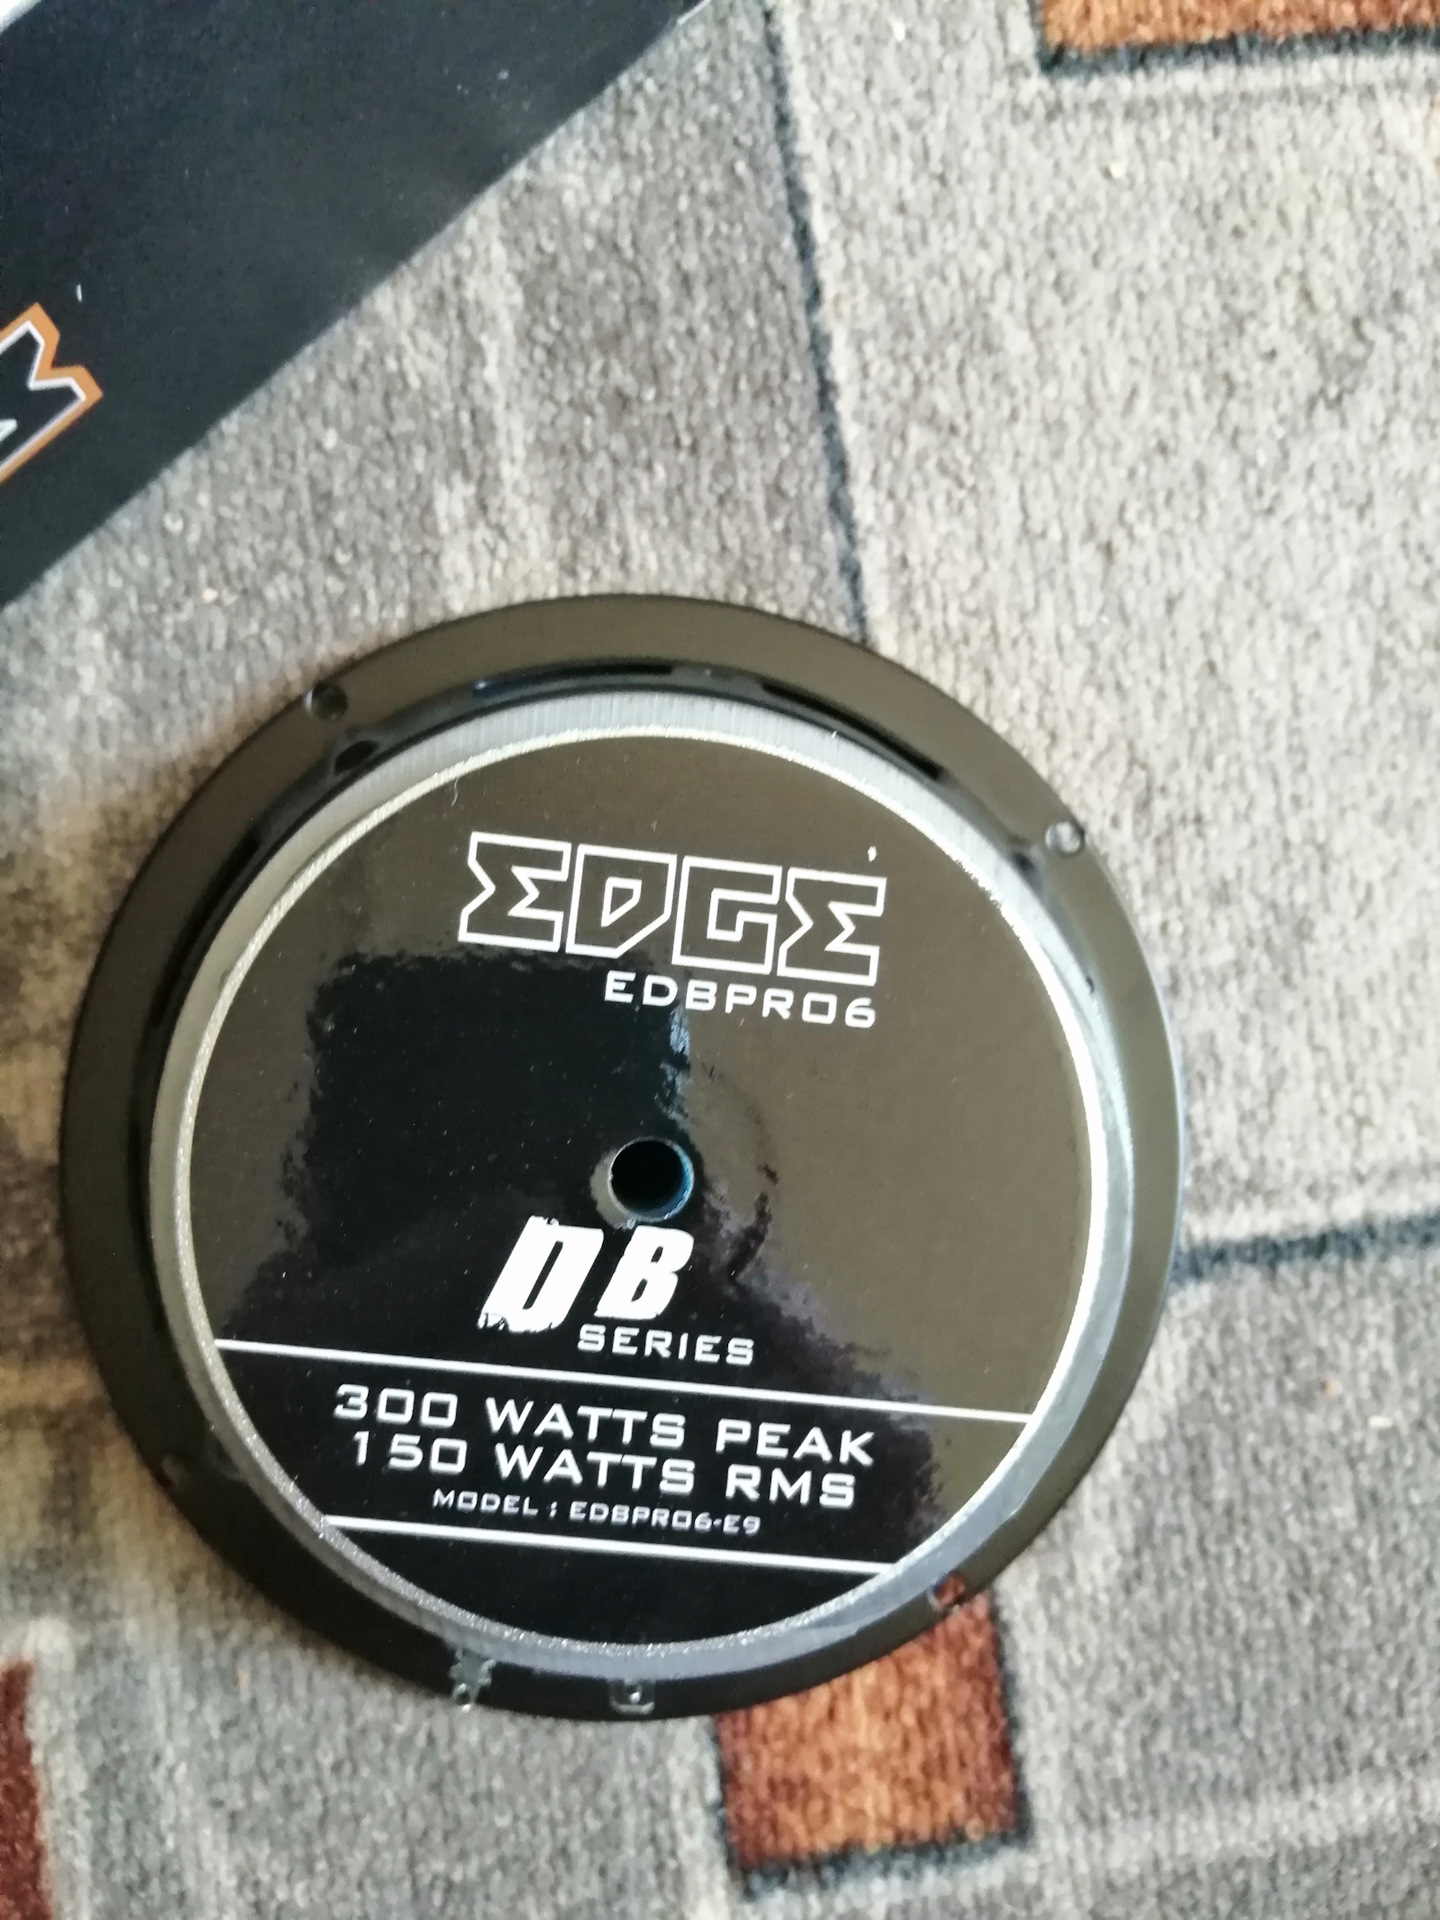 EDGE
EDBPRO6
DB
SERIES
300 WATTS PEAK
150 WATTS RMS
MODEL : EDBPRO6-E9